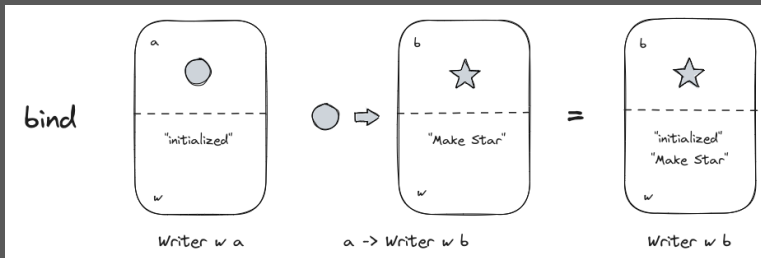 bind
a
"initialized"
w
Writer w a
b
"Make Star"
w
a -> Writer w b
=
b
"initialized"
"Make Star"
w
Writer w b